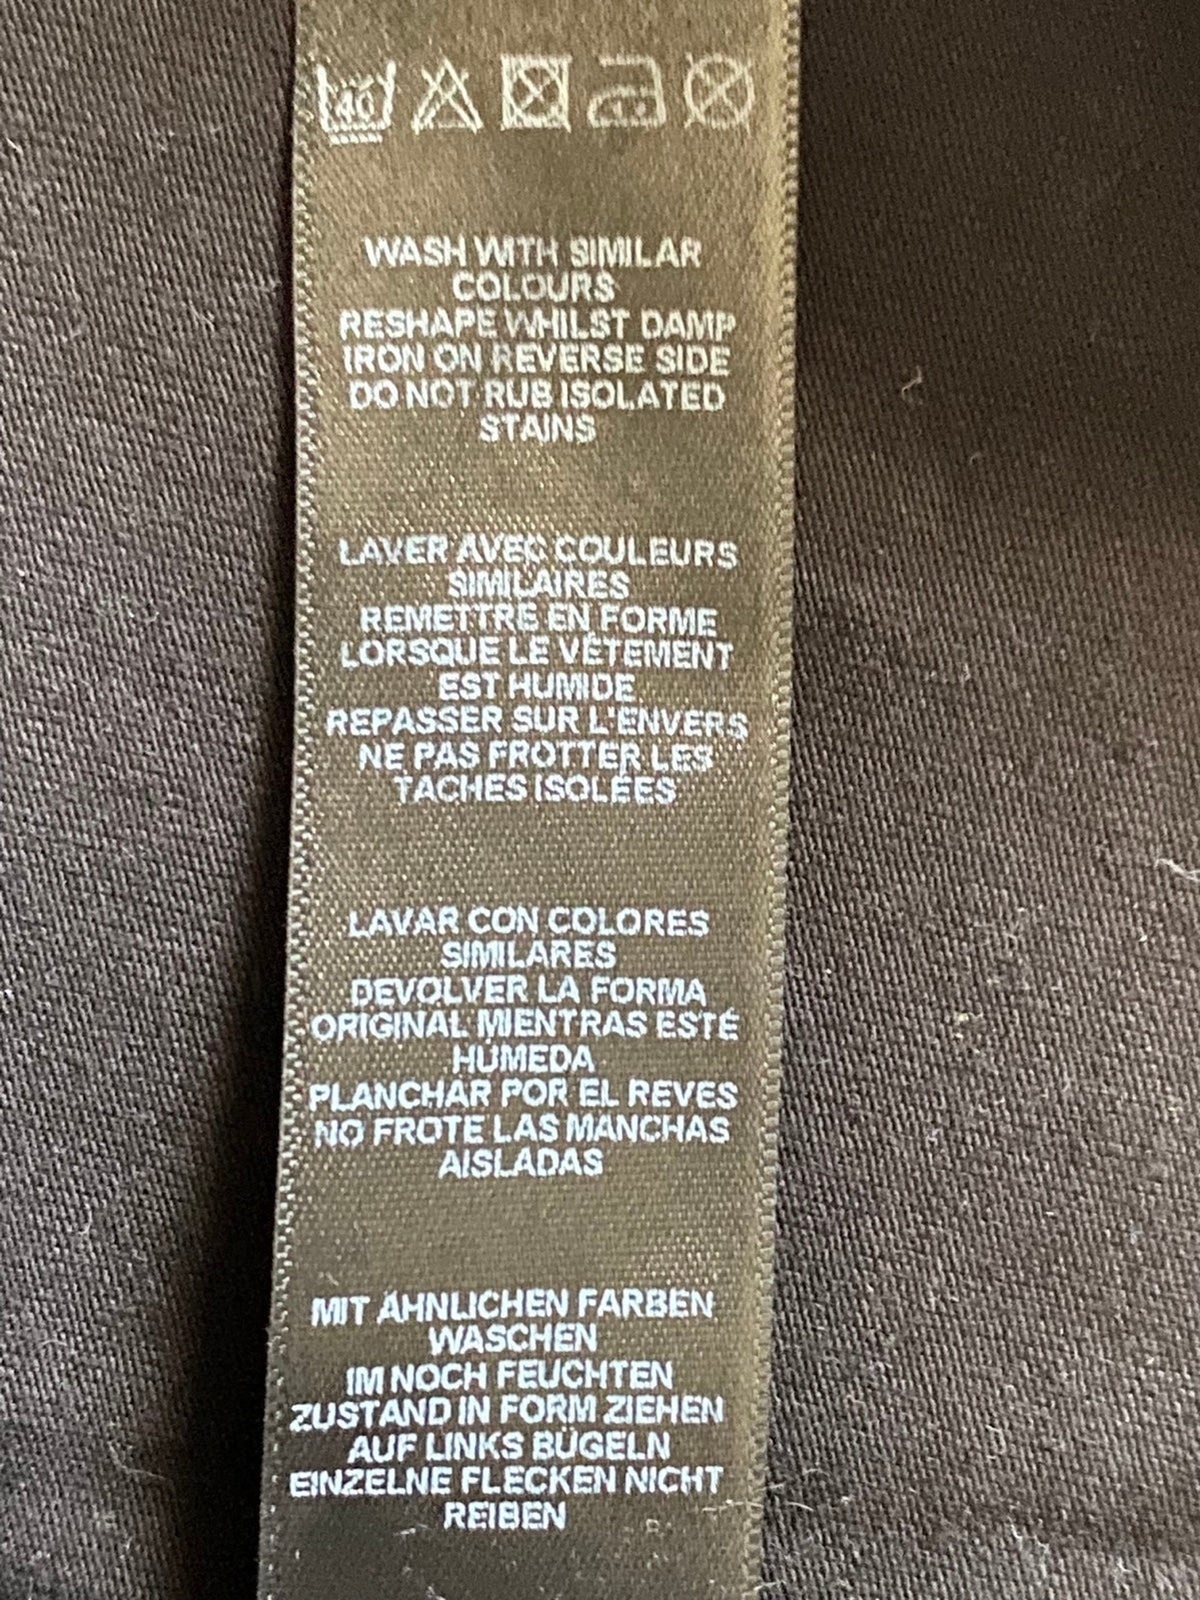 40
WASH WITH SIMILAR
COLOURS
RESHAPE WHILST DAMP
IRON ON REVERSE SIDE
DO NOT RUB ISOLATED
STAINS
LAVER AVEC COULEURS
SIMILAIRES
REMETTRE EN FORME
LORSQUE LE VÊTEMENT
EST HUMIDE
REPASSER SUR L'ENVERS
NE PAS FROTTER LES
TACHES ISOLÉES
LAVAR CON COLORES
SIMILARES
DEVOLVER LA FORMA
ORIGINAL MIENTRAS ESTÉ
HÚMEDA
PLANCHAR POR EL REVES
NO FROTE LAS MANCHAS
AISLADAS
MIT ÄHNLICHEN FARBEN
WASCHEN
IM NOCH FEUCHTEN
ZUSTAND IN FORM ZIEHEN
AUF LINKS BÜGELN
EINZELNE FLECKEN NICHT
REIBEN